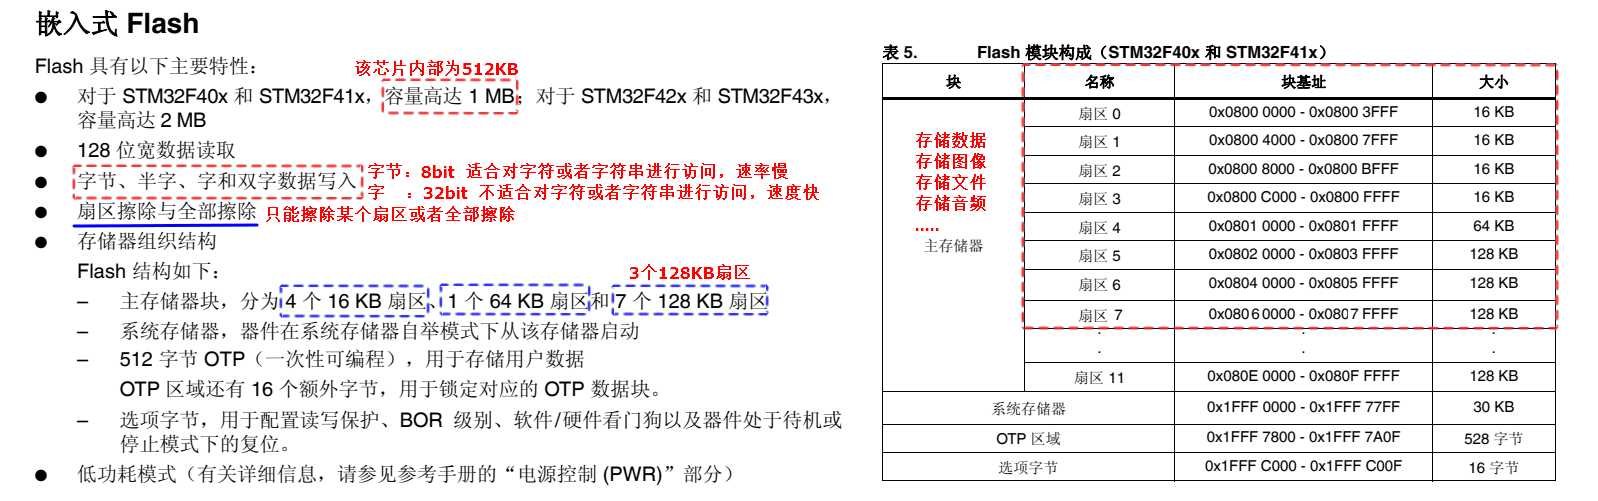 嵌入式 Flash
Flash 具有以下主要特性：
该芯片内部为512KB
● 对于 STM32F40x 和 STM32F41x，容量高达 1 MB；对于 STM32F42x 和 STM32F43x，
容量高达 2 MB
● 128 位宽数据读取
● 字节、半字、字和双字数据写入
字节：8bit 适合对字符或者字符串进行访问，速率慢
字 ：32bit 不适合对字符或者字符串进行访问，速度快
● 扇区擦除与全部擦除 只能擦除某个扇区或者全部擦除
● 存储器组织结构
Flash 结构如下：
3个128KB扇区
– 主存储器块，分为 4 个 16 KB 扇区、1 个 64 KB 扇区和 7 个 128 KB 扇区
– 系统存储器，器件在系统存储器自举模式下从该存储器启动
– 512 字节 OTP（一次性可编程），用于存储用户数据
OTP 区域还有 16 个额外字节，用于锁定对应的 OTP 数据块。
– 选项字节，用于配置读写保护、BOR 级别、软件/硬件看门狗以及器件处于待机或
停止模式下的复位。
● 低功耗模式（有关详细信息，请参见参考手册的“电源控制 (PWR)”部分）
表 5. Flash 模块构成（STM32F40x 和 STM32F41x）
块 名称 块基址 大小
扇区 0 0x0800 0000 - 0x0800 3FFF 16 KB
存储数据
扇区 1 0x0800 4000 - 0x0800 7FFF 16 KB
存储图像
扇区 2 0x0800 8000 - 0x0800 BFFF 16 KB
存储文件
扇区 3 0x0800 C000 - 0x0800 FFFF 16 KB
存储音频
.....
扇区 4 0x0801 0000 - 0x0801 FFFF 64 KB
主存储器
扇区 5 0x0802 0000 - 0x0803 FFFF 128 KB
扇区 6 0x0804 0000 - 0x0805 FFFF 128 KB
扇区 7 0x0806 0000 - 0x0807 FFFF 128 KB
. . .
. . .
扇区 11 0x080E 0000 - 0x080F FFFF 128 KB
系统存储器 0x1FFF 0000 - 0x1FFF 77FF 30 KB
OTP 区域 0x1FFF 7800 - 0x1FFF 7A0F 528 字节
选项字节 0x1FFF C000 - 0x1FFF C00F 16 字节